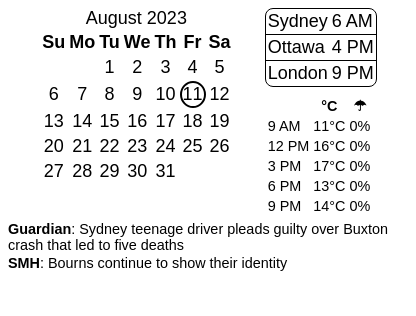 August 2023
Su Mo Tu We Th Fr Sa
1 2 3 4 5
6 7 8 9 10 11 12
13 14 15 16 17 18 19
20 21 22 23 24 25 26
27 28 29 30 31
Sydney 6 AM
Ottawa 4 PM
London 9 PM
°C ☂
9 AM 11°C 0%
12 PM 16°C 0%
3 PM 17°C 0%
6 PM 13°C 0%
9 PM 14°C 0%
Guardian: Sydney teenage driver pleads guilty over Buxton
crash that led to five deaths
SMH: Bourns continue to show their identity